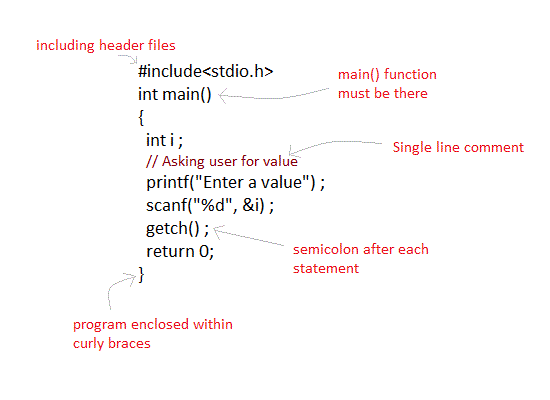 including header files
#include<stdio.h>
int main()
main() function
must be there
{
int i ;
// Asking user for value
Single line comment
printf("Enter a value") ;
scanf("%d", &i) ;
getch() ;
semicolon after each
statement
return 0;
}
program enclosed within
curly braces